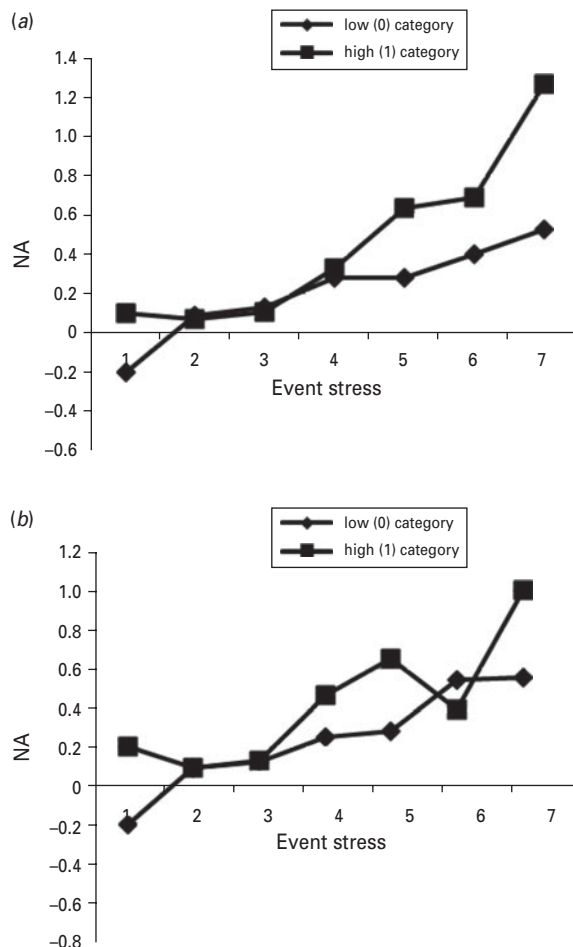 (a)
low (0) category
high (1) category
1.4
1.2
1.0
0.8
0.6
0.4
0.2
0
–0.2
–0.4
–0.6
NA
1 2 3 4 5 6 7
Event stress
(b)
low (0) category
high (1) category
1.2
1.0
0.8
0.6
0.4
0.2
0
–0.2
–0.4
–0.6
–0.8
NA
1 2 3 4 5 6 7
Event stress